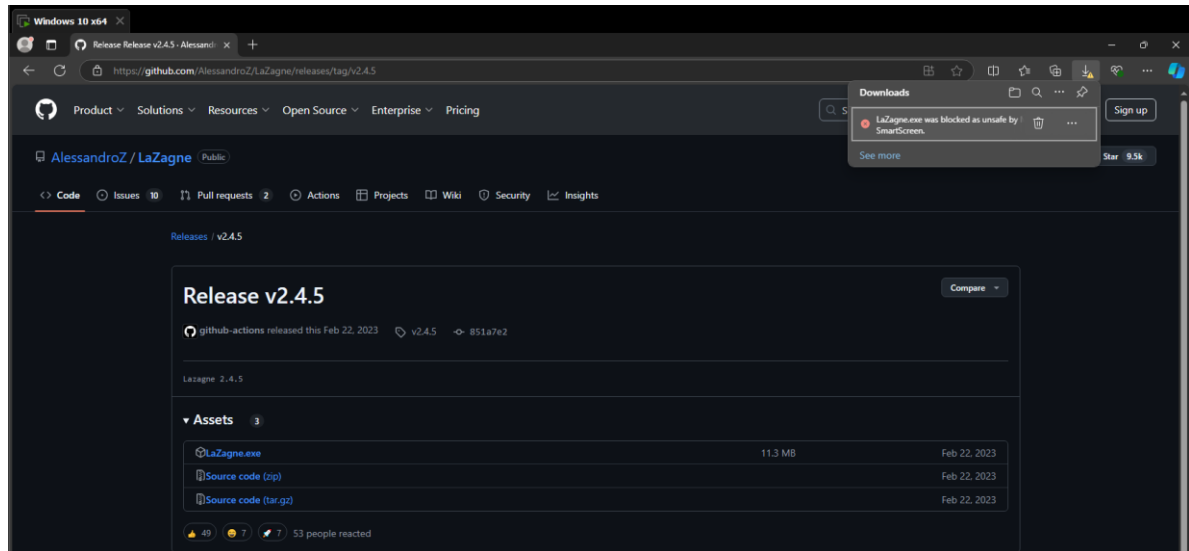 Windows 10 x64
Release Release v2.4.5 · Alessand
https://github.com/AlessandroZ/LaZagne/releases/tag/v2.4.5
Downloads
LaZagne.exe was blocked as unsafe by
SmartScreen.
See more
Product Solutions Resources Open Source Enterprise Pricing
Sign up
AlessandroZ / LaZagne Public
Star 9.5k
Code Issues 10 Pull requests 2 Actions Projects Wiki Security Insights
Releases / v2.4.5
Release v2.4.5
Compare
github-actions released this Feb 22, 2023 v2.4.5 851a7e2
Lazagne 2.4.5
Assets 3
LaZagne.exe 11.3 MB Feb 22, 2023
Source code (zip) Feb 22, 2023
Source code (tar.gz) Feb 22, 2023
49 7 7 53 people reacted